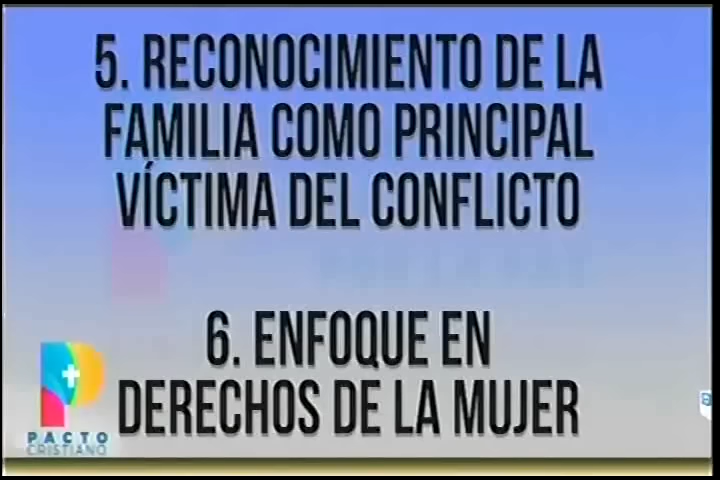 5. RECONOCIMIENTO DE LA
FAMILIA COMO PRINCIPAL
VÍCTIMA DEL CONFLICTO
6. ENFOQUE EN
DERECHOS DE LA MUJER
PACTO
CRISTIANO